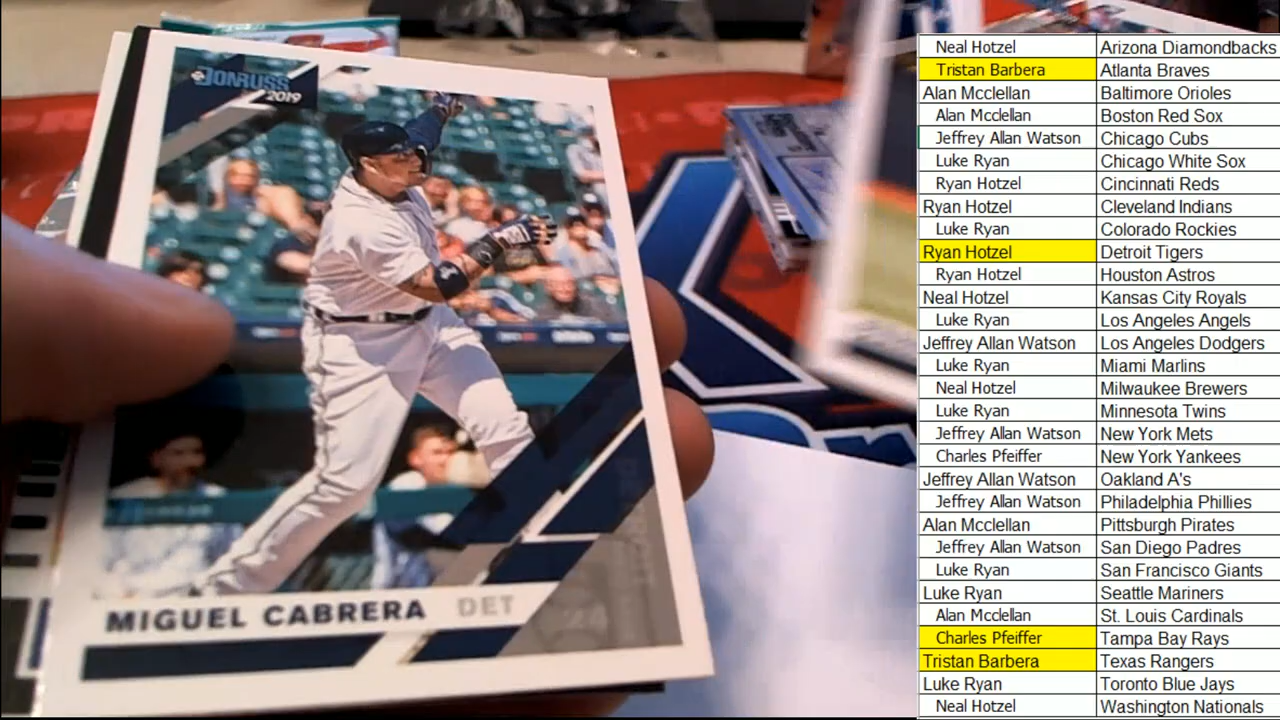 DONRUSS
2019
MIGUEL CABRERA DET
Neal Hotzel Arizona Diamondbacks
Tristan Barbera Atlanta Braves
Alan Mcclellan Baltimore Orioles
Alan Mcclellan Boston Red Sox
Jeffrey Allan Watson Chicago Cubs
Luke Ryan Chicago White Sox
Ryan Hotzel Cincinnati Reds
Ryan Hotzel Cleveland Indians
Luke Ryan Colorado Rockies
Ryan Hotzel Detroit Tigers
Ryan Hotzel Houston Astros
Neal Hotzel Kansas City Royals
Luke Ryan Los Angeles Angels
Jeffrey Allan Watson Los Angeles Dodgers
Luke Ryan Miami Marlins
Neal Hotzel Milwaukee Brewers
Luke Ryan Minnesota Twins
Jeffrey Allan Watson New York Mets
Charles Pfeiffer New York Yankees
Jeffrey Allan Watson Oakland A's
Jeffrey Allan Watson Philadelphia Phillies
Alan Mcclellan Pittsburgh Pirates
Jeffrey Allan Watson San Diego Padres
Luke Ryan San Francisco Giants
Luke Ryan Seattle Mariners
Alan Mcclellan St. Louis Cardinals
Charles Pfeiffer Tampa Bay Rays
Tristan Barbera Texas Rangers
Luke Ryan Toronto Blue Jays
Neal Hotzel Washington Nationals